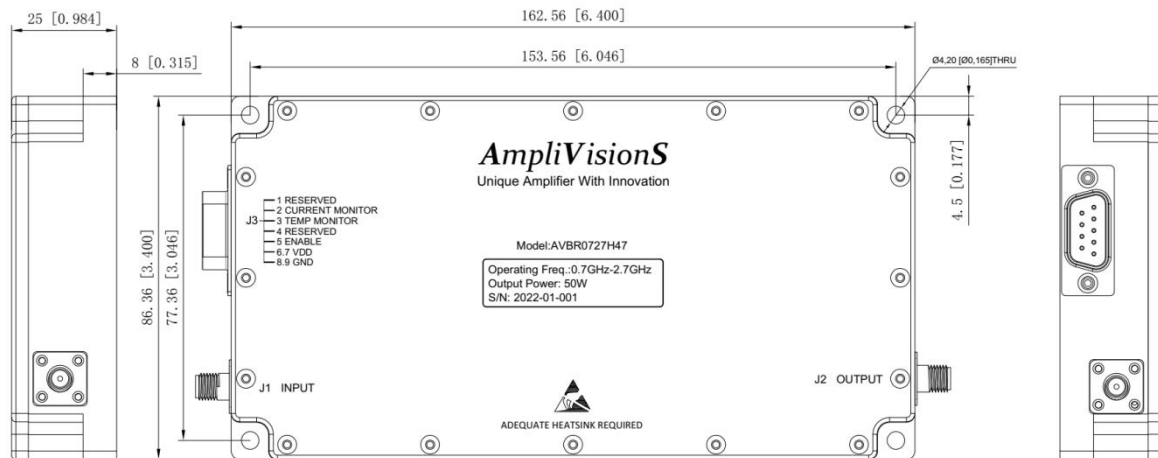 25 [0.984]
162.56 [6.400]
8 [0.315]
153.56 [6.046]
Ø4,20 [Ø0,165]THRU
AmpliVisionS
Unique Amplifier With Innovation
4.5 [0.177]
J3
1 RESERVED
2 CURRENT MONITOR
3 TEMP MONITOR
4 RESERVED
5 ENABLE
6.7 VDD
8.9 GND
86.36 [3.400]
77.36 [3.046]
Model:AVBR0727H47
Operating Freq.:0.7GHz-2.7GHz
Output Power: 50W
S/N: 2022-01-001
J1 INPUT
J2 OUTPUT
ADEQUATE HEATSINK REQUIRED